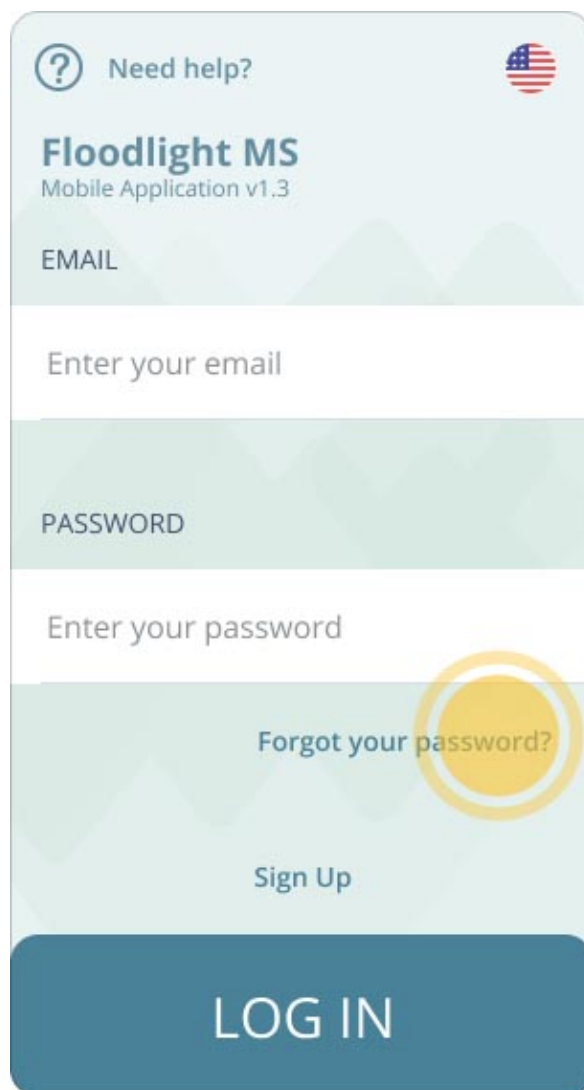 Need help?
Floodlight MS
Mobile Application v1.3
EMAIL
Enter your email
PASSWORD
Enter your password
Forgot your password?
Sign Up
LOG IN